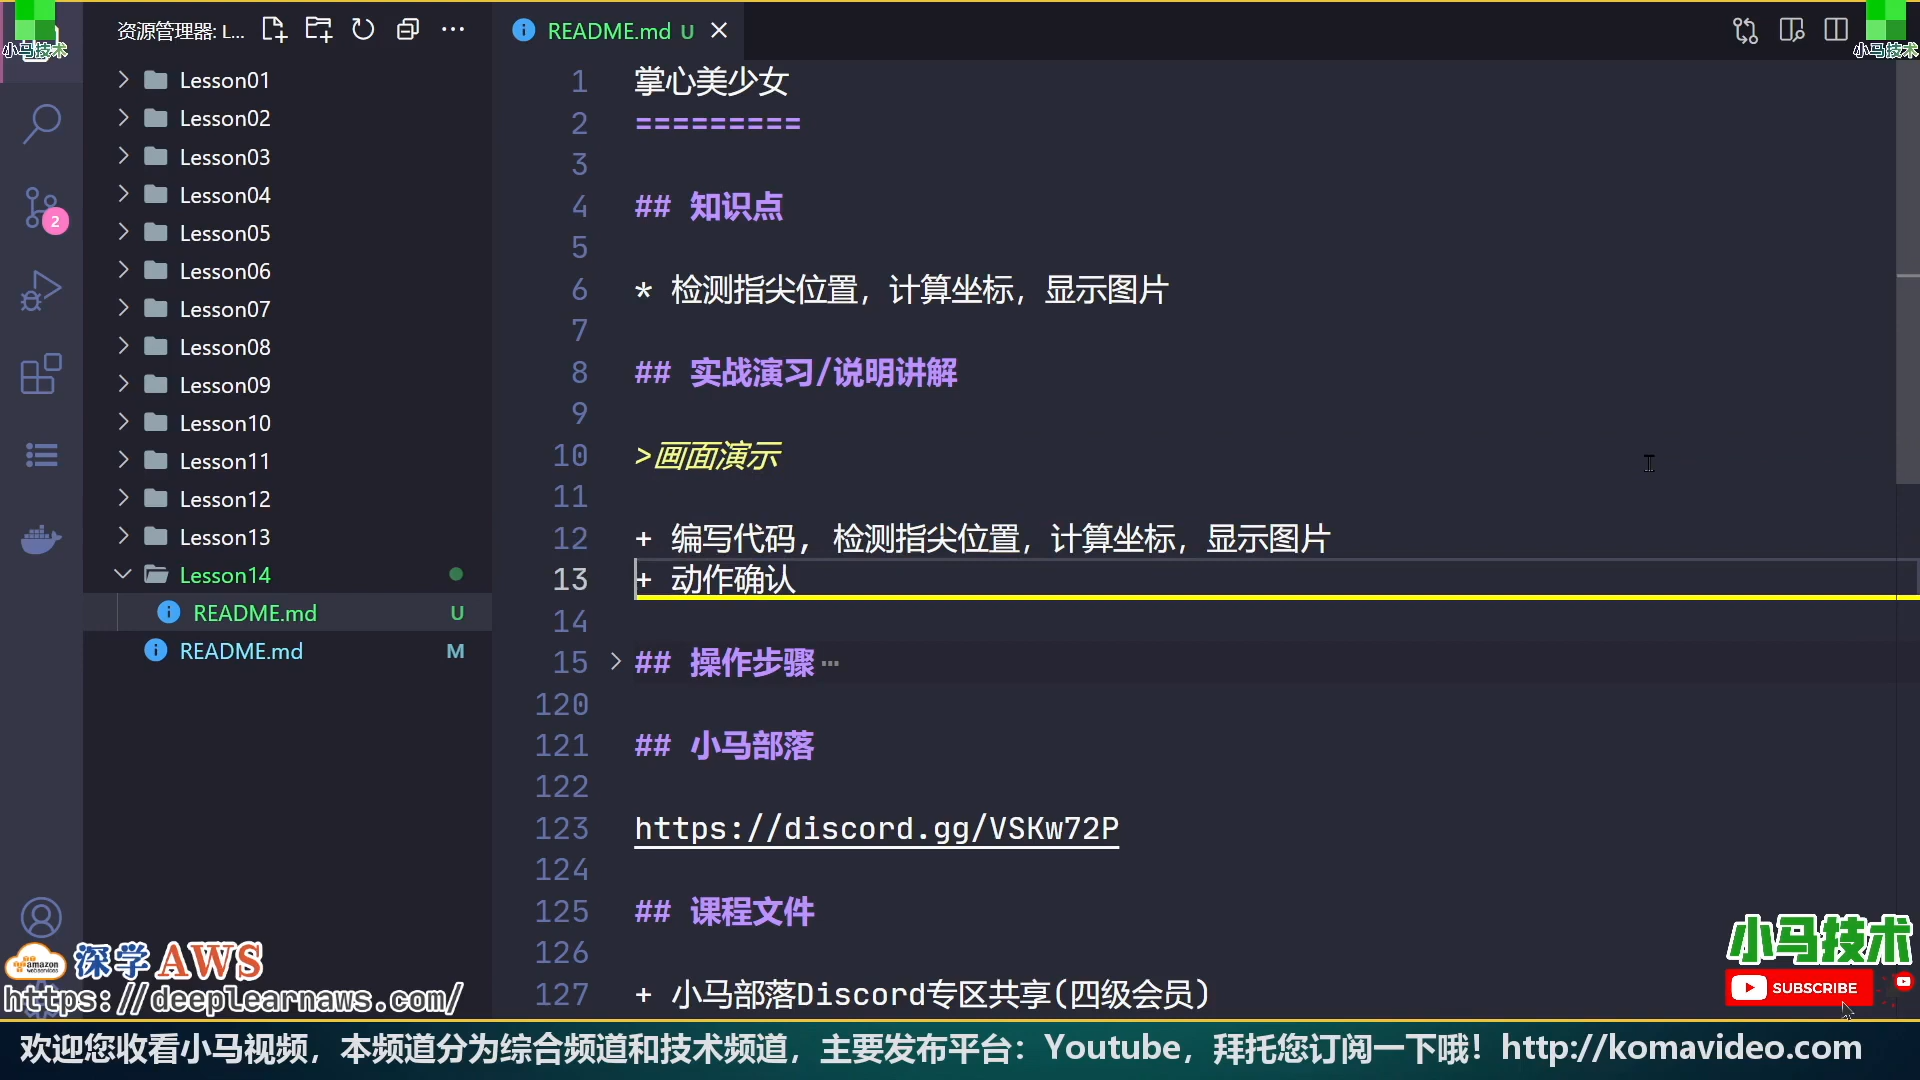 小马技术
资源管理器: L...
README.md U
小马技术
Lesson01
Lesson02
Lesson03
Lesson04
Lesson05
Lesson06
Lesson07
Lesson08
Lesson09
Lesson10
Lesson11
Lesson12
Lesson13
Lesson14
README.md U
README.md M
2
1 掌心美少女
2 =========
3
4 ## 知识点
5
6 * 检测指尖位置，计算坐标，显示图片
7
8 ## 实战演习/说明讲解
9
10 >画面演示
11
12 + 编写代码, 检测指尖位置，计算坐标，显示图片
13 + 动作确认
14
15 ## 操作步骤 ···
120
121 ## 小马部落
122
123 https://discord.gg/VSKw72P
124
125 ## 课程文件
126
127 + 小马部落Discord专区共享(四级会员)
amazon web services 深学AWS
https://deeplearnaws.com/
小马技术
SUBSCRIBE
欢迎您收看小马视频，本频道分为综合频道和技术频道，主要发布平台：Youtube，拜托您订阅一下哦！http://komavideo.com